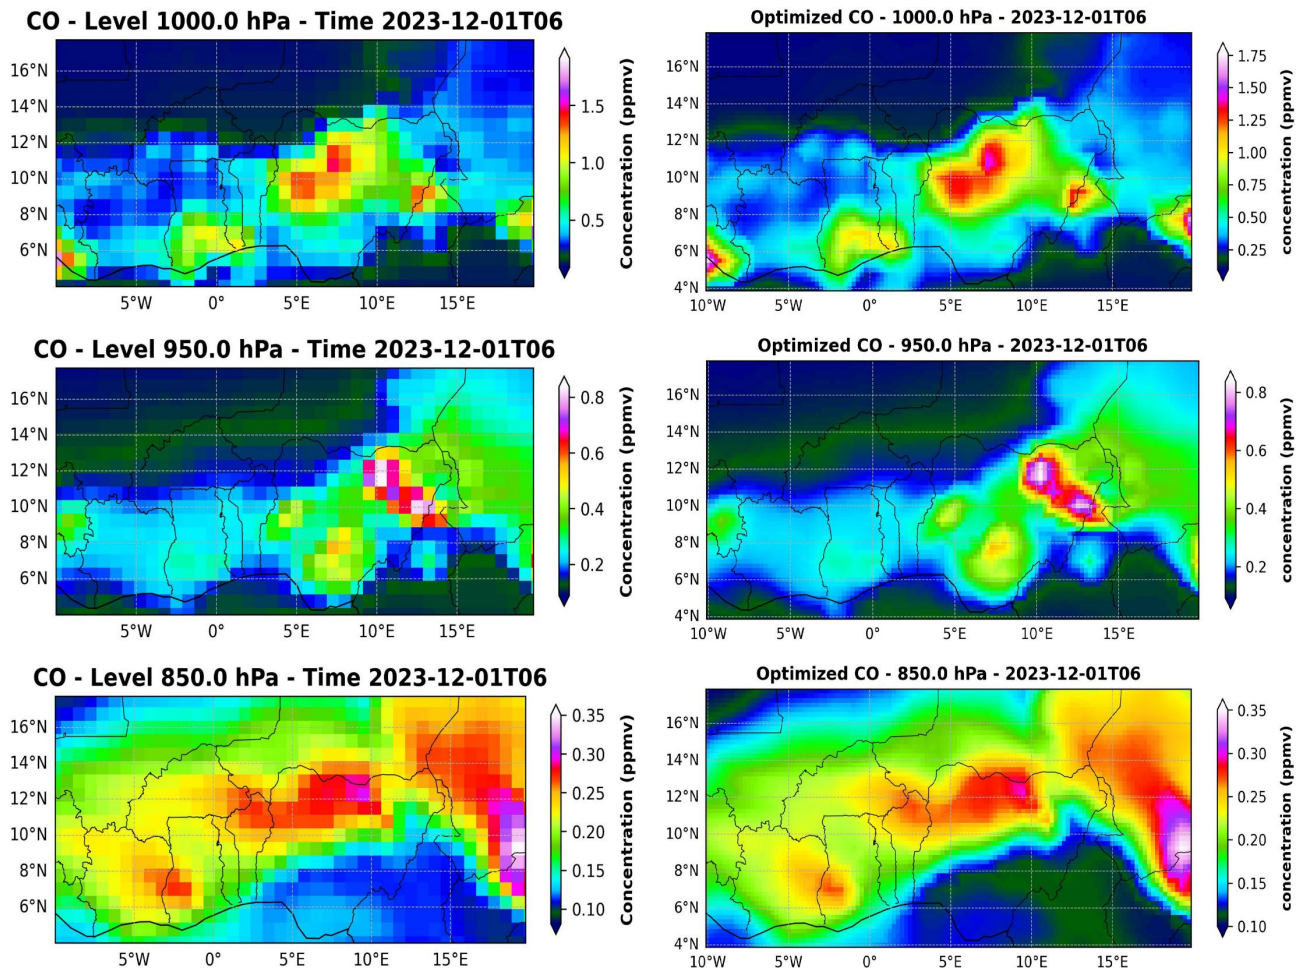 CO - Level 1000.0 hPa - Time 2023-12-01T06
16°N
14°N
12°N
10°N
8°N
6°N
5°W 0° 5°E 10°E 15°E
1.5
1.0
0.5
Concentration (ppmv)
Optimized CO - 1000.0 hPa - 2023-12-01T06
16°N
14°N
12°N
10°N
8°N
6°N
4°N
10°W 5°W 0° 5°E 10°E 15°E
1.75
1.50
1.25
1.00
0.75
0.50
0.25
concentration (ppmv)
CO - Level 950.0 hPa - Time 2023-12-01T06
16°N
14°N
12°N
10°N
8°N
6°N
5°W 0° 5°E 10°E 15°E
0.8
0.6
0.4
0.2
Concentration (ppmv)
Optimized CO - 950.0 hPa - 2023-12-01T06
16°N
14°N
12°N
10°N
8°N
6°N
4°N
10°W 5°W 0° 5°E 10°E 15°E
0.8
0.6
0.4
0.2
concentration (ppmv)
CO - Level 850.0 hPa - Time 2023-12-01T06
16°N
14°N
12°N
10°N
8°N
6°N
5°W 0° 5°E 10°E 15°E
0.35
0.30
0.25
0.20
0.15
0.10
Concentration (ppmv)
Optimized CO - 850.0 hPa - 2023-12-01T06
16°N
14°N
12°N
10°N
8°N
6°N
4°N
10°W 5°W 0° 5°E 10°E 15°E
0.35
0.30
0.25
0.20
0.15
0.10
concentration (ppmv)